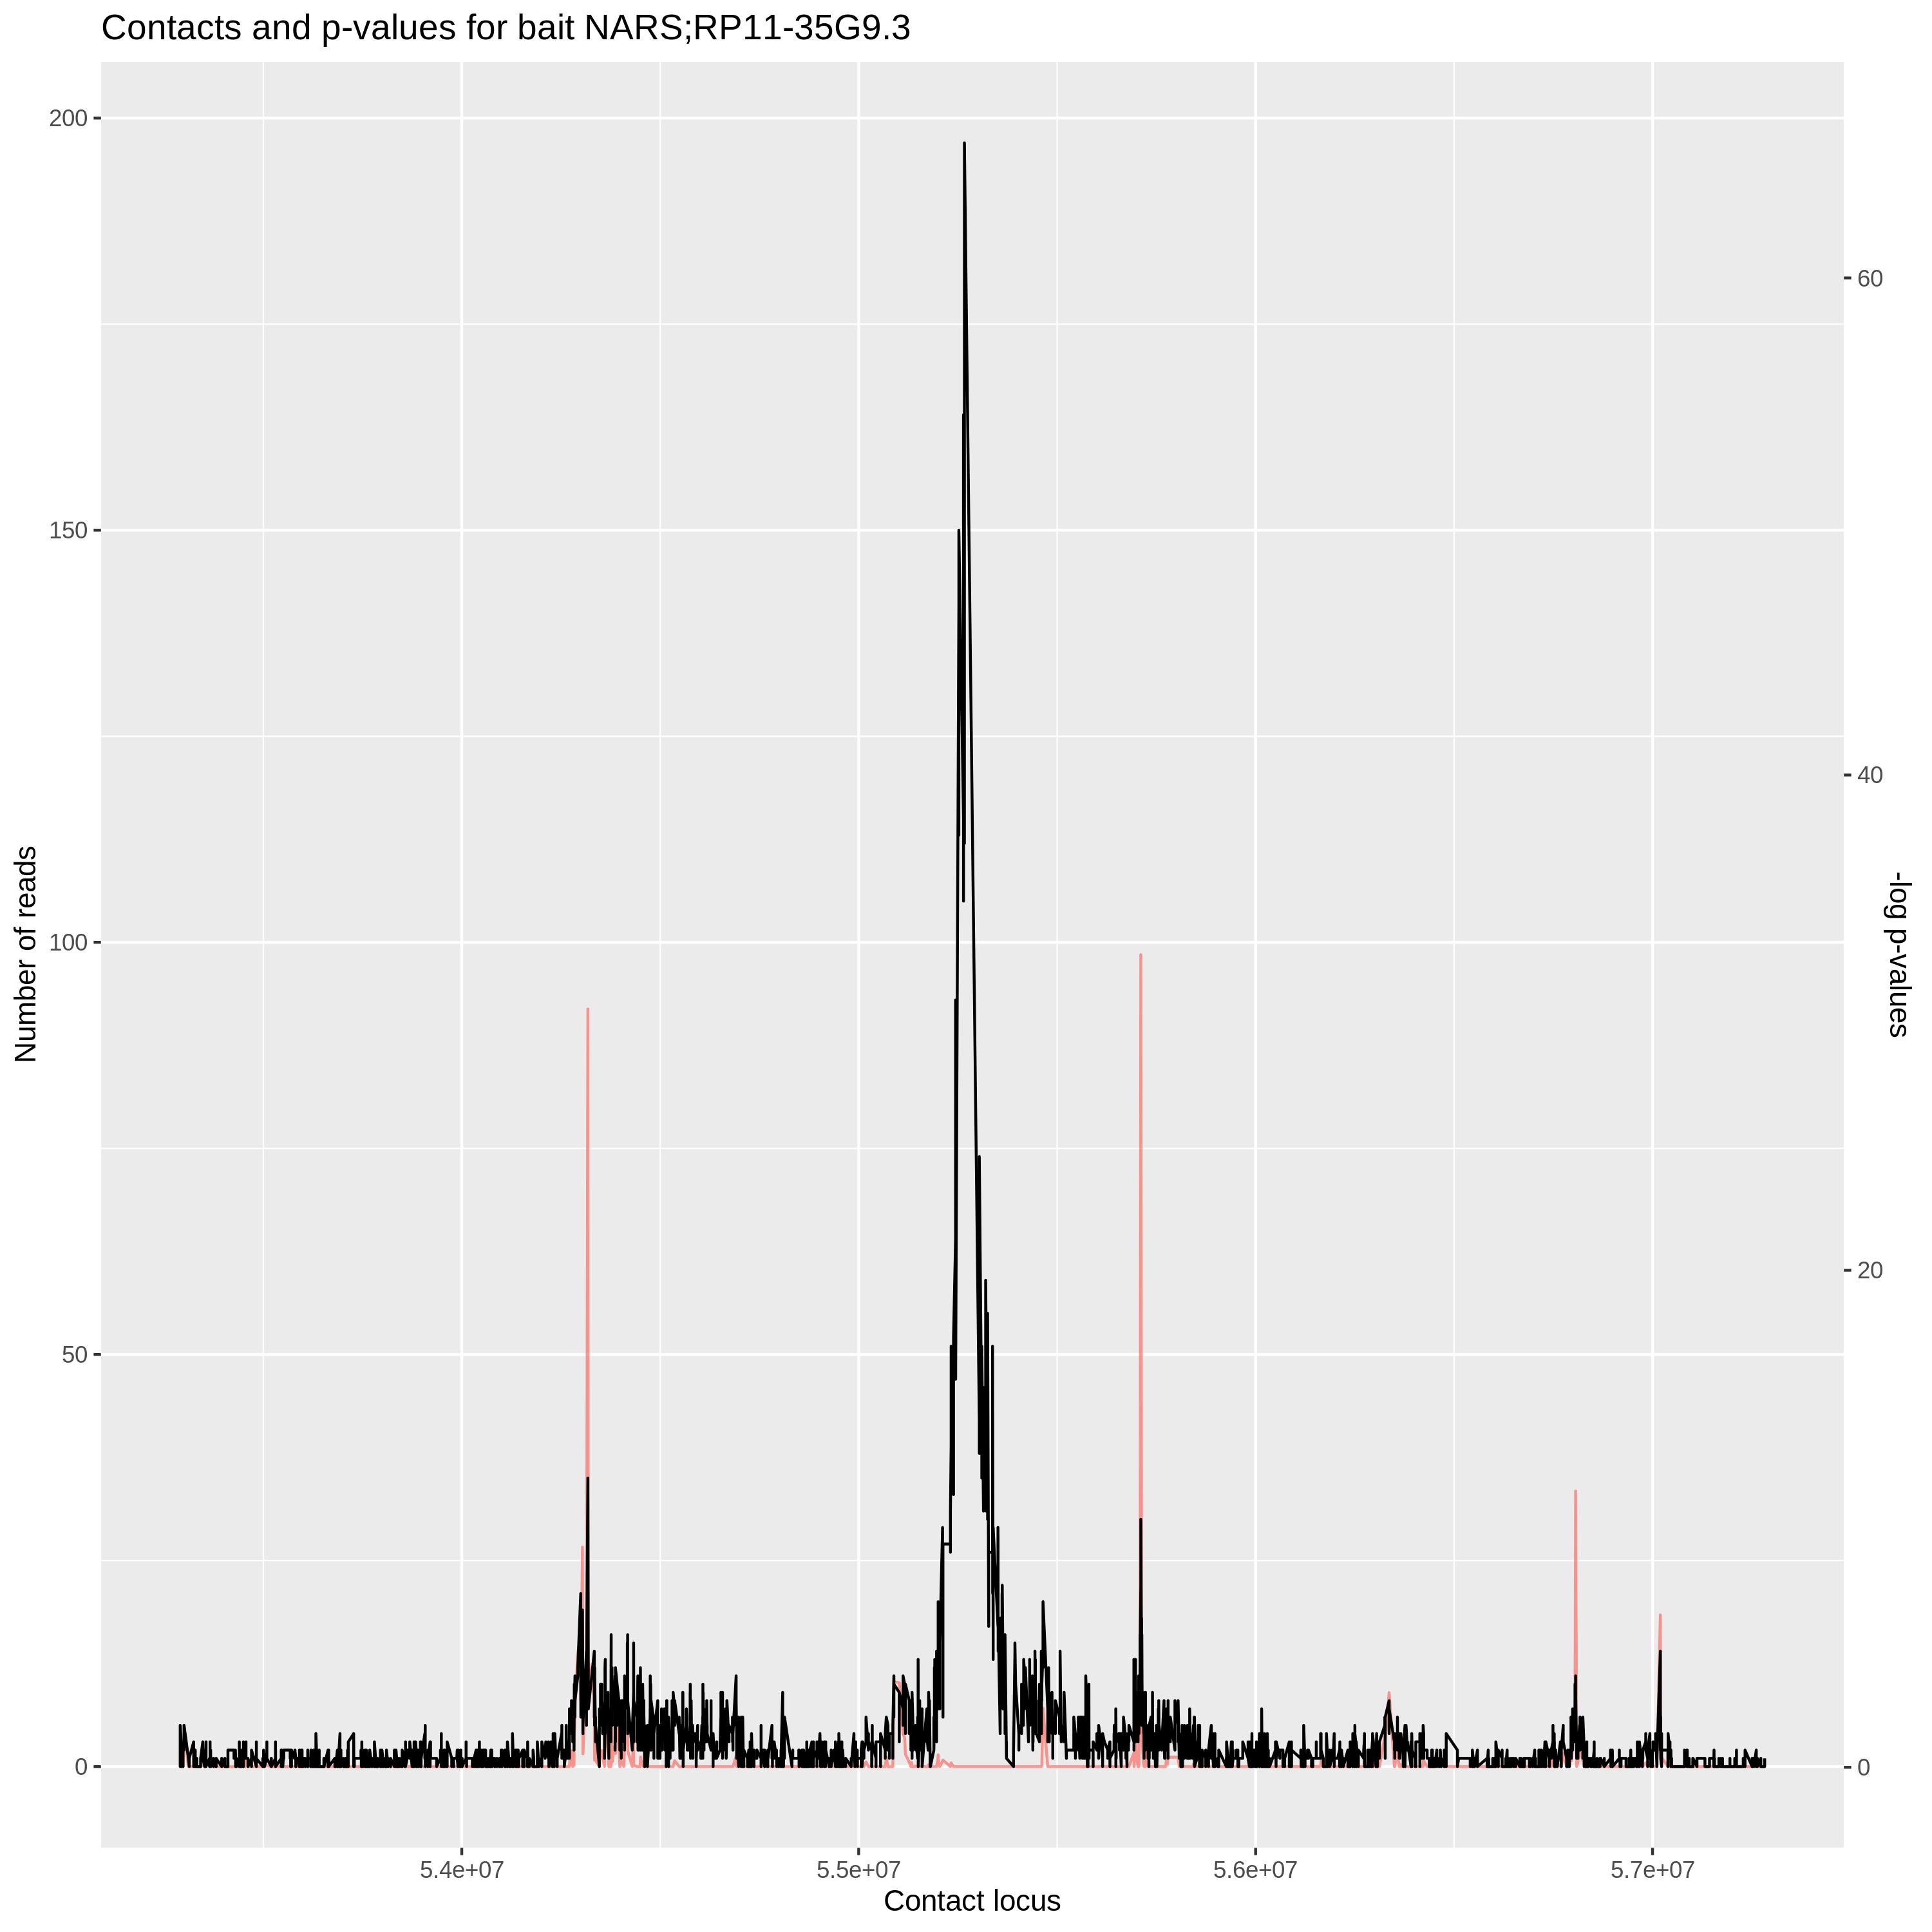 Contacts and p-values for bait NARS;RP11-35G9.3
200
150
100
50
0
Number of reads
60
40
20
0
-log p-values
5.4e+07
5.5e+07
5.6e+07
5.7e+07
Contact locus